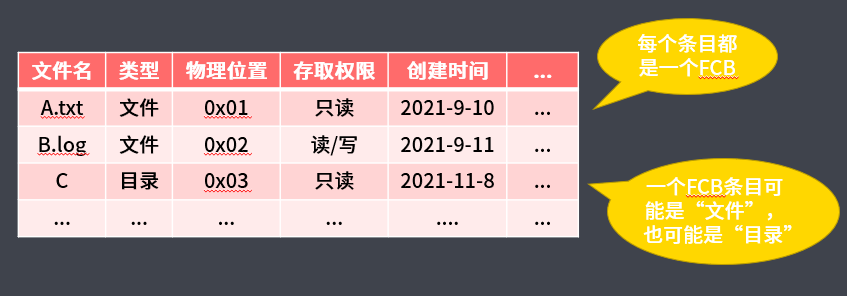 文件名 类型 物理位置 存取权限 创建时间 ...
A.txt 文件 0x01 只读 2021-9-10 ...
B.log 文件 0x02 读/写 2021-9-11 ...
C 目录 0x03 只读 2021-11-8 ...
... ... ... ... .... ...
每个条目都
是一个FCB
一个FCB条目可
能是“文件”，
也可能是“目录”